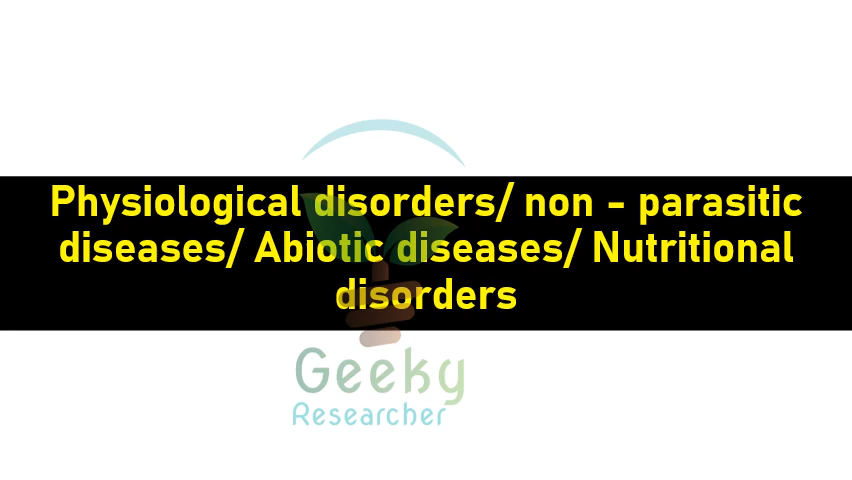 Physiological disorders/ non - parasitic
diseases/ Abiotic diseases/ Nutritional
disorders
Geeky
Researcher